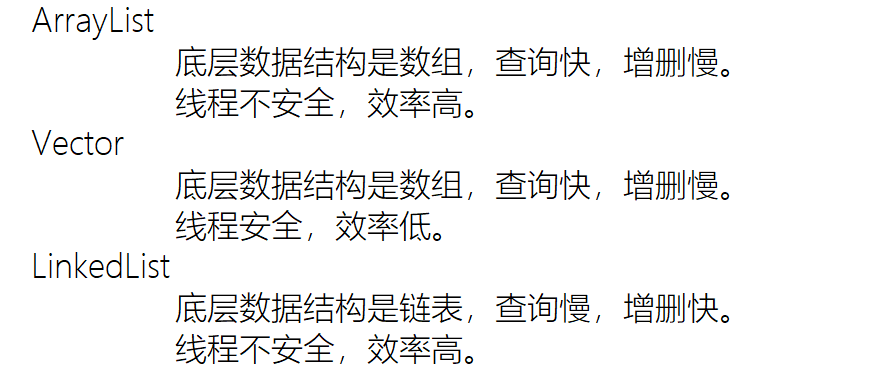 ArrayList
底层数据结构是数组，查询快，增删慢。
线程不安全，效率高。
Vector
底层数据结构是数组，查询快，增删慢。
线程安全，效率低。
LinkedList
底层数据结构是链表，查询慢，增删快。
线程不安全，效率高。